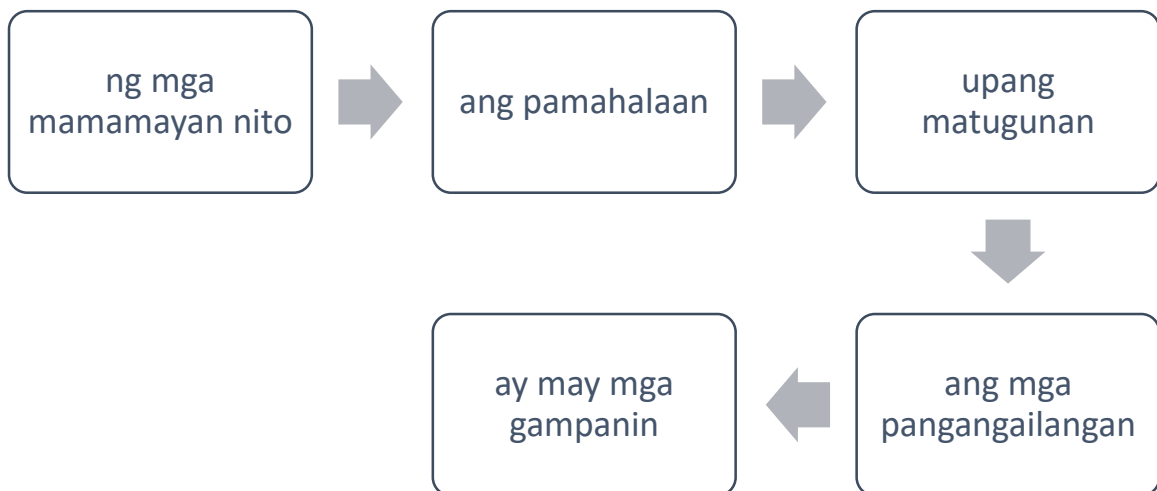 ng mga
mamamayan nito
ang pamahalaan
upang
matugunan
ang mga
pangangailangan
ay may mga
gampanin